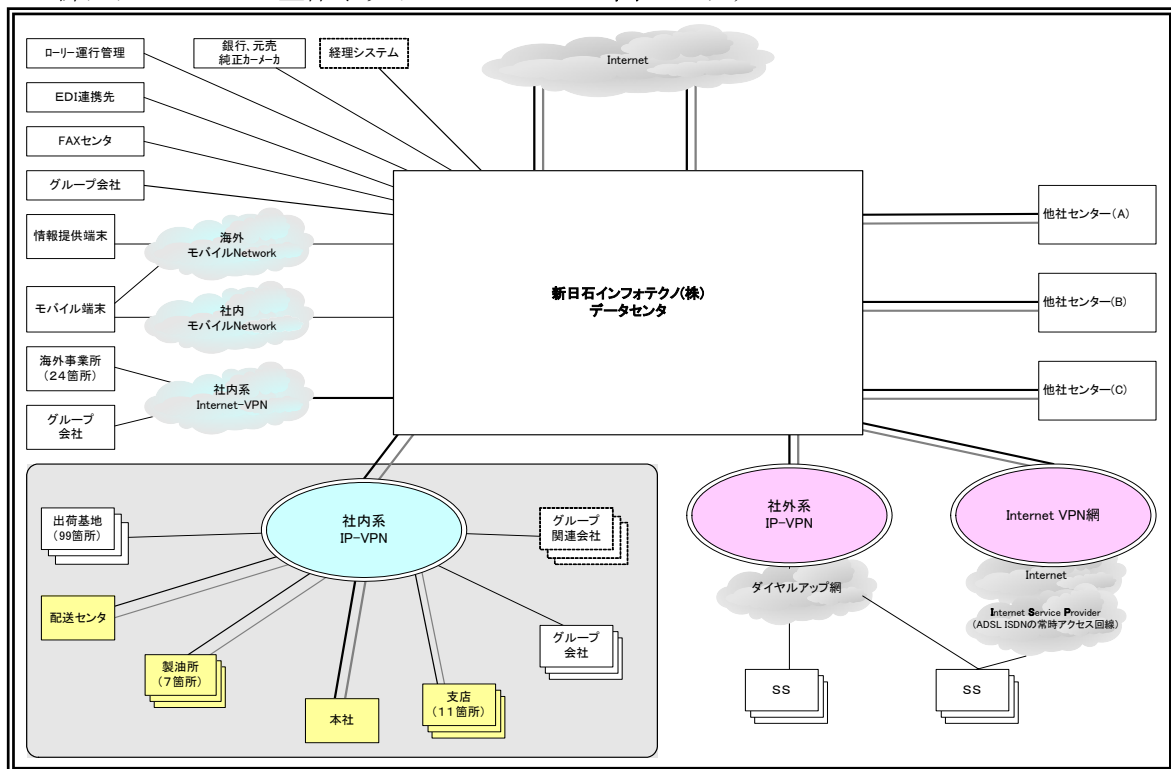 ローリー運行管理
銀行、元売
純正カーメーカ
経理システム
Internet
EDI連携先
FAXセンタ
グループ会社
情報提供端末
海外
モバイルNetwork
他社センター(A)
新日石インフォテクノ(株)
データセンタ
モバイル端末
社内
モバイルNetwork
他社センター(B)
海外事業所
(24箇所)
社内系
Internet-VPN
グループ
会社
他社センター(C)
出荷基地
(99箇所)
社内系
IP-VPN
グループ
関連会社
社外系
IP-VPN
Internet VPN網
配送センタ
製油所
(7箇所)
本社
支店
(11箇所)
グループ
会社
ダイヤルアップ網
Internet
Internet Service Provider
(ADSL ISDNの常時アクセス回線)
SS
SS